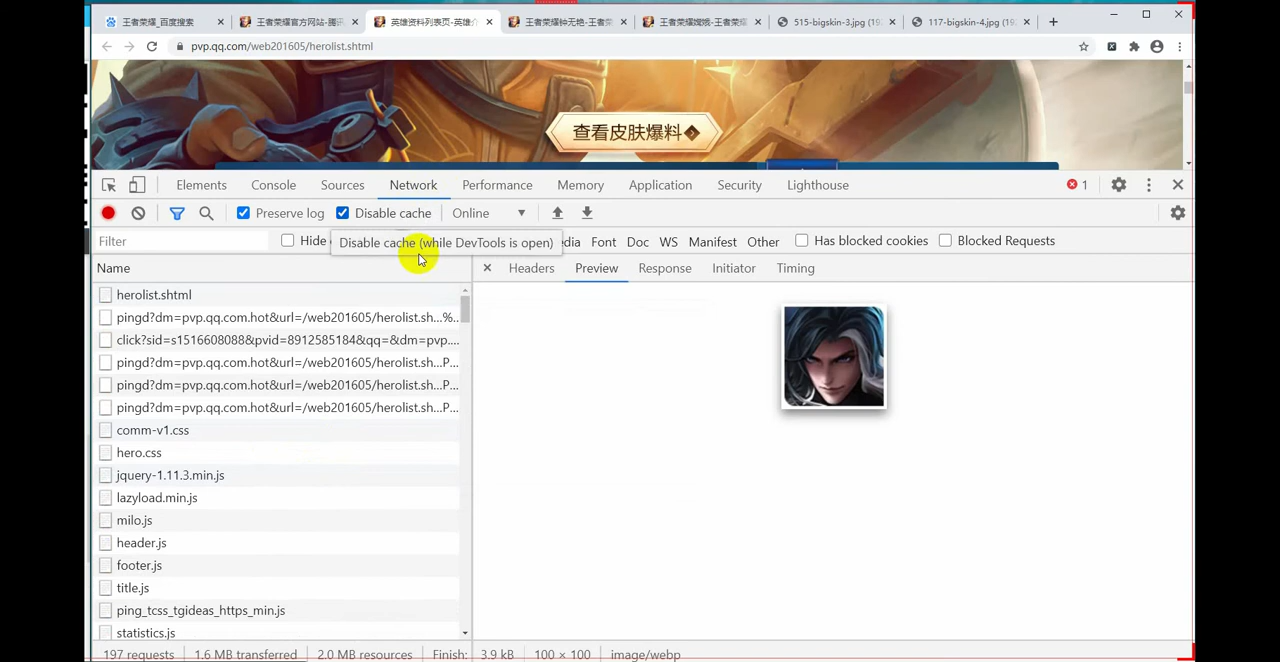 王者荣耀_百度搜索
王者荣耀官方网站-腾讯
英雄资料列表页-英雄介
王者荣耀钟无艳-王者荣
王者荣耀嫦娥-王者荣耀
515-bigskin-3.jpg (19
117-bigskin-4.jpg (19
pvp.qq.com/web201605/herolist.shtml
查看皮肤爆料
Elements
Console
Sources
Network
Performance
Memory
Application
Security
Lighthouse
1
Preserve log
Disable cache
Online
Filter
Hide
Disable cache (while DevTools is open)
edia
Font
Doc
WS
Manifest
Other
Has blocked cookies
Blocked Requests
Name
Headers
Preview
Response
Initiator
Timing
herolist.shtml
pingd?dm=pvp.qq.com.hot&url=/web201605/herolist.sh...%..
click?sid=s1516608088&pvid=8912585184&qq=&dm=pvp....
pingd?dm=pvp.qq.com.hot&url=/web201605/herolist.sh...P...
pingd?dm=pvp.qq.com.hot&url=/web201605/herolist.sh...P...
pingd?dm=pvp.qq.com.hot&url=/web201605/herolist.sh...P...
comm-v1.css
hero.css
jquery-1.11.3.min.js
lazyload.min.js
milo.js
header.js
footer.js
title.js
ping_tcss_tgideas_https_min.js
statistics.js
197 requests
1.6 MB transferred
2.0 MB resources
Finish:
3.9 kB
100 × 100
image/webp